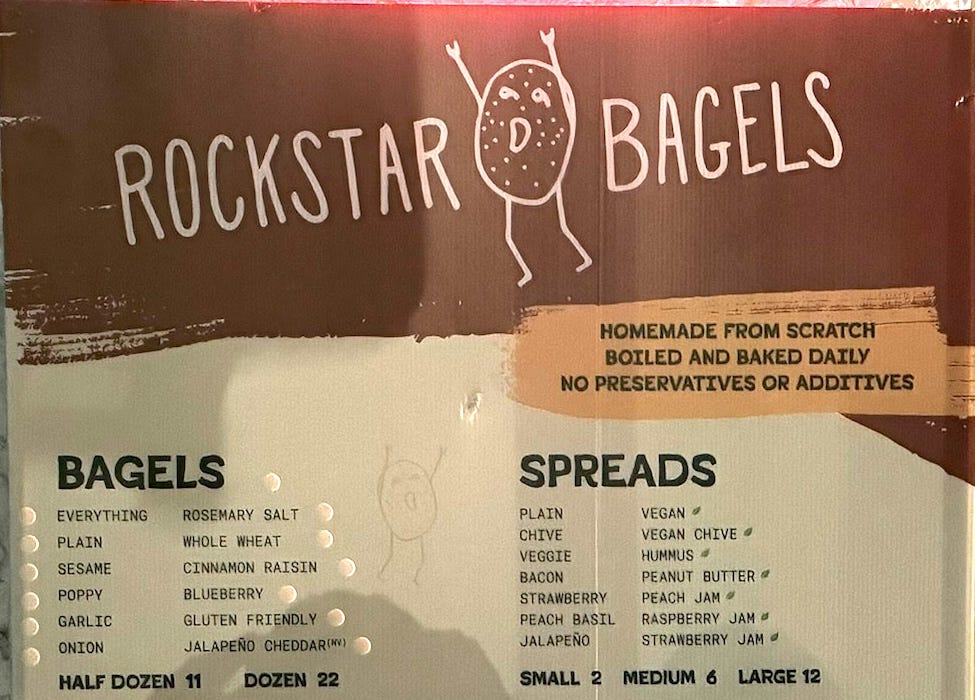 ROCKSTAR BAGELS
HOMEMADE FROM SCRATCH
BOILED AND BAKED DAILY
NO PRESERVATIVES OR ADDITIVES
BAGELS
EVERYTHING ROSEMARY SALT
PLAIN WHOLE WHEAT
SESAME CINNAMON RAISIN
POPPY BLUEBERRY
GARLIC GLUTEN FRIENDLY
ONION JALAPEÑO CHEDDAR(NV)
HALF DOZEN 11 DOZEN 22
SPREADS
PLAIN VEGAN
CHIVE VEGAN CHIVE
VEGGIE HUMMUS
BACON PEANUT BUTTER
STRAWBERRY PEACH JAM
PEACH BASIL RASPBERRY JAM
JALAPEÑO STRAWBERRY JAM
SMALL 2 MEDIUM 6 LARGE 12